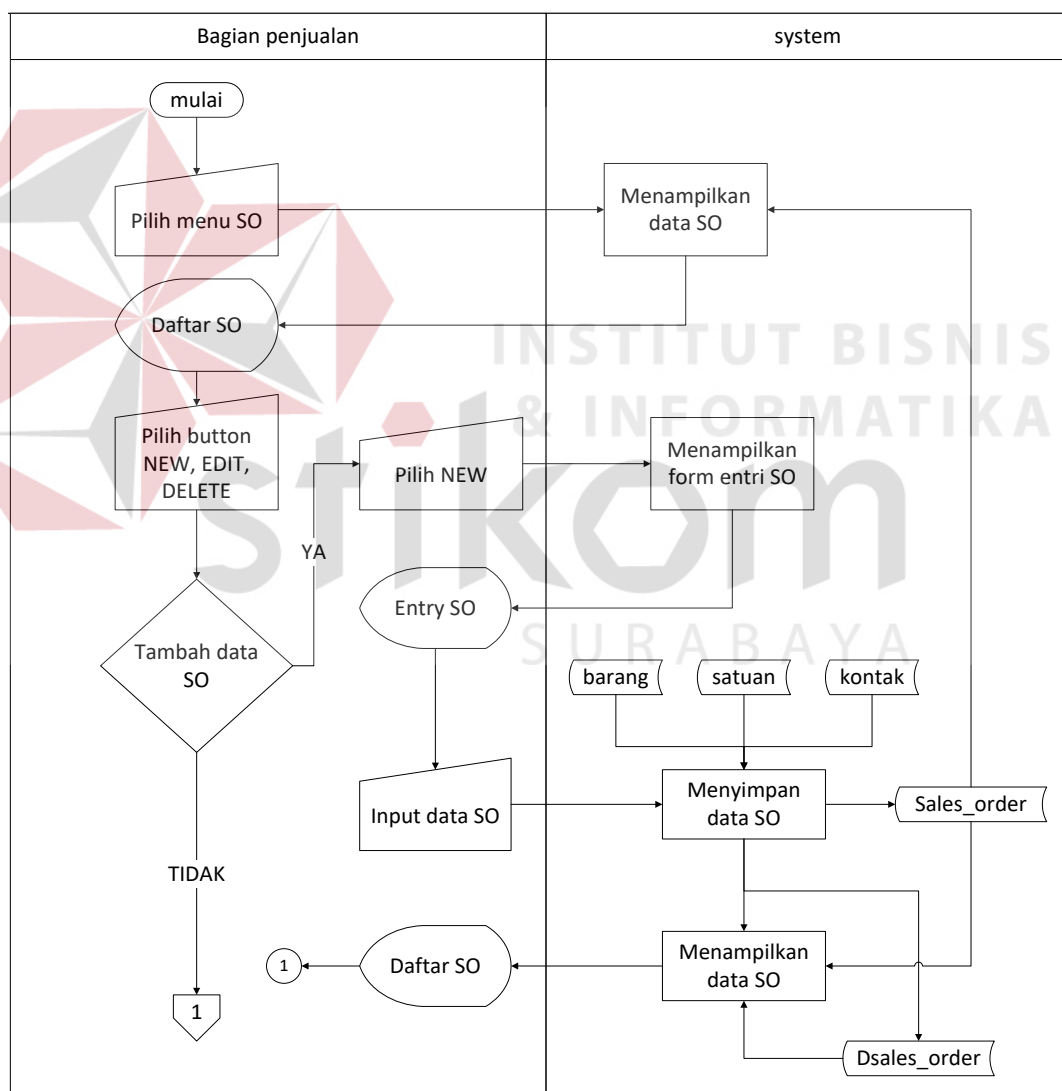 Bagian penjualan
system
mulai
Pilih menu SO
Menampilkan
data SO
Daftar SO
INSTITUT BISNIS
& INFORMATIKA
stikom
SURABAYA
Pilih button
NEW, EDIT,
DELETE
Pilih NEW
Menampilkan
form entri SO
YA
Entry SO
Tambah data
SO
barang
satuan
kontak
Input data SO
Menyimpan
data SO
Sales_order
TIDAK
1
Daftar SO
Menampilkan
data SO
1
Dsales_order